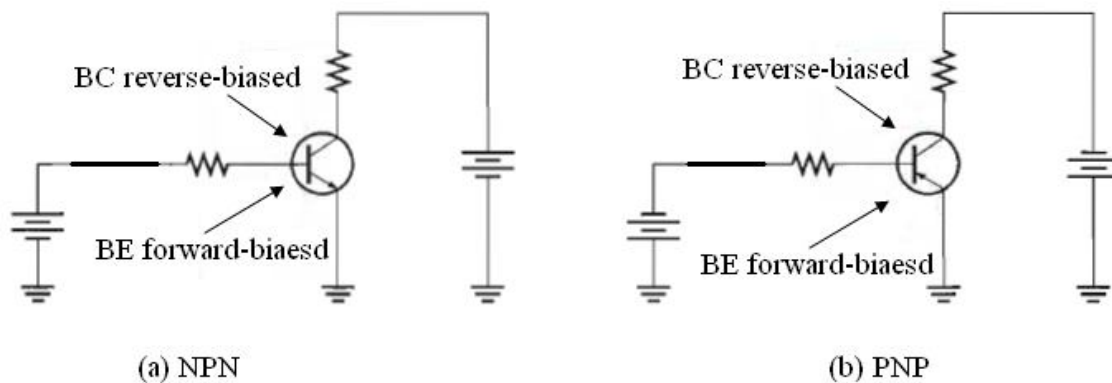 BC reverse-biased
BE forward-biaesd
(a) NPN
BC reverse-biased
BE forward-biaesd
(b) PNP